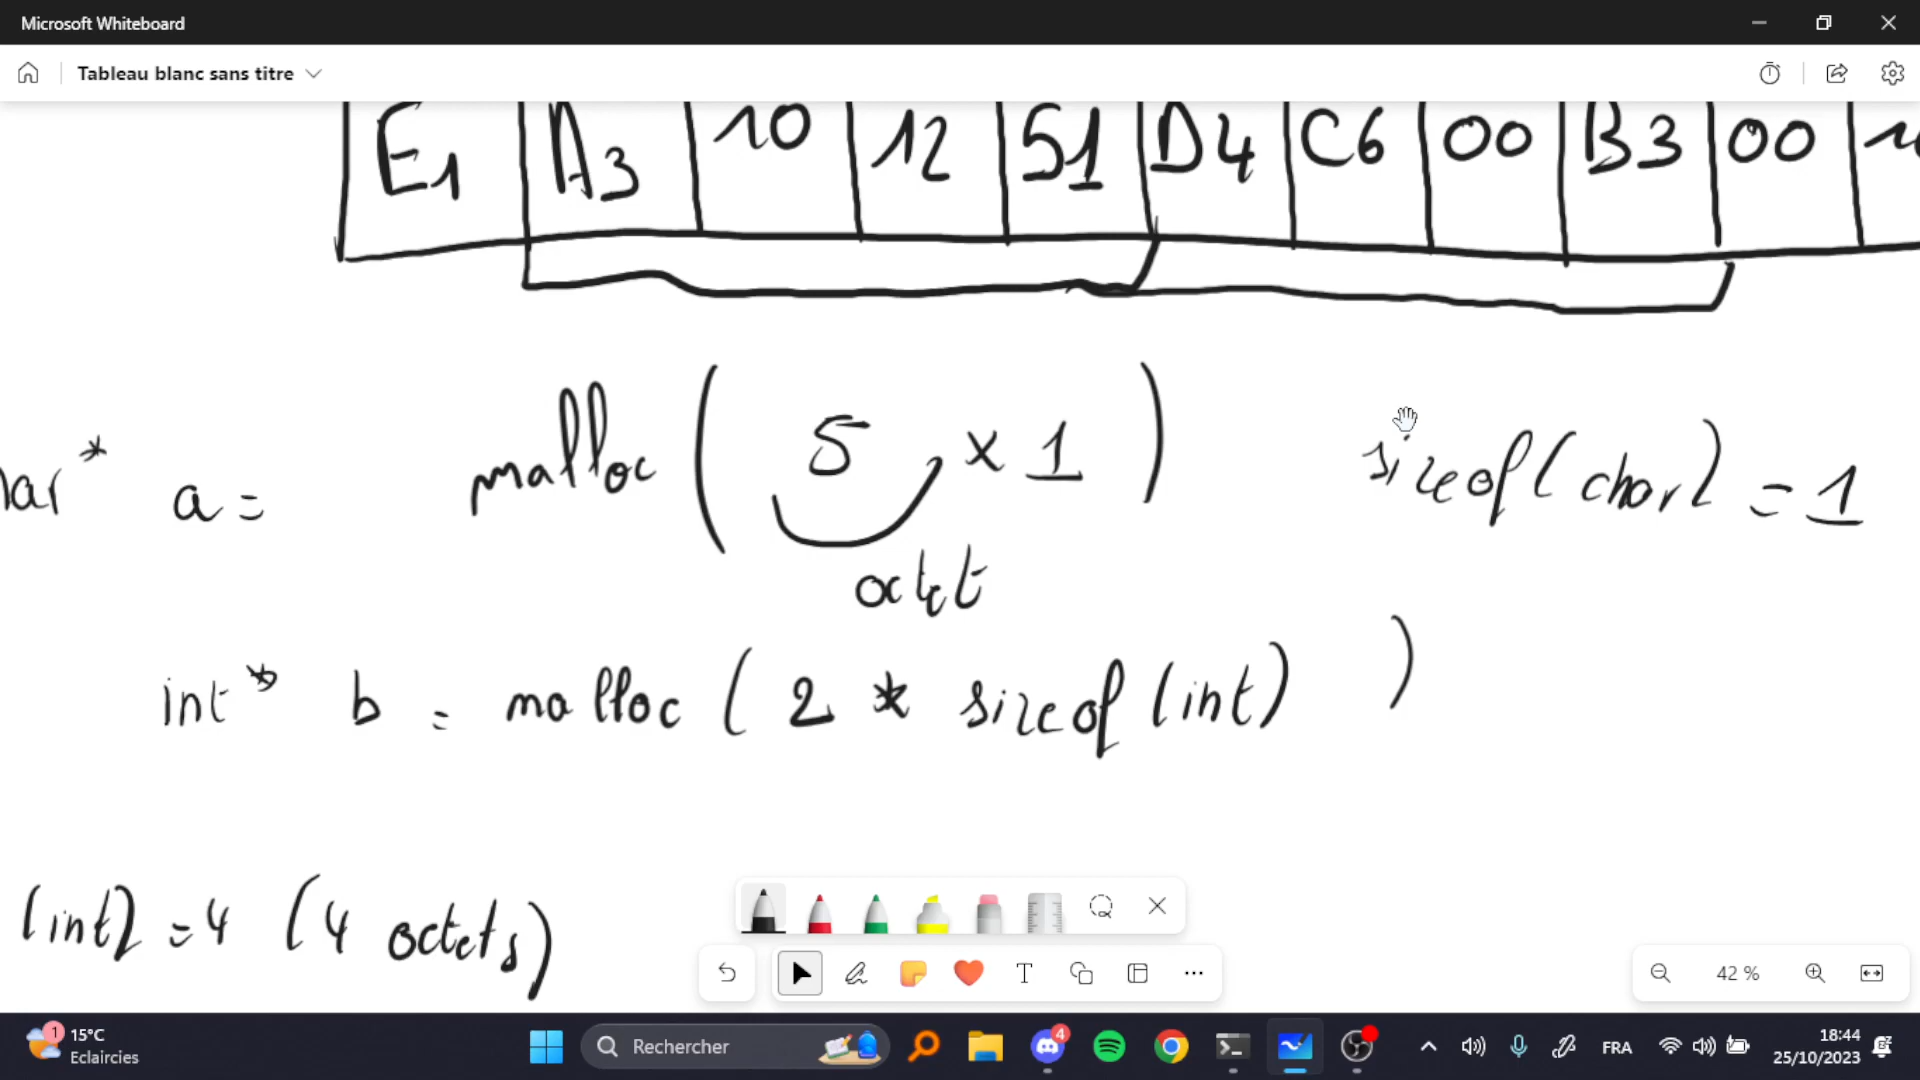 Microsoft Whiteboard
Tableau blanc sans titre
E1 A3 10 12 51 D4 C6 00 B3 00
ar* a = malloc ( 5 x 1 ) sizeof(char) = 1
octet
int* b = malloc ( 2 * sizeof(int) )
(int) = 4 (4 octets)
42 %
1 15°C
Eclaircies
Rechercher
4
FRA
18:44
25/10/2023